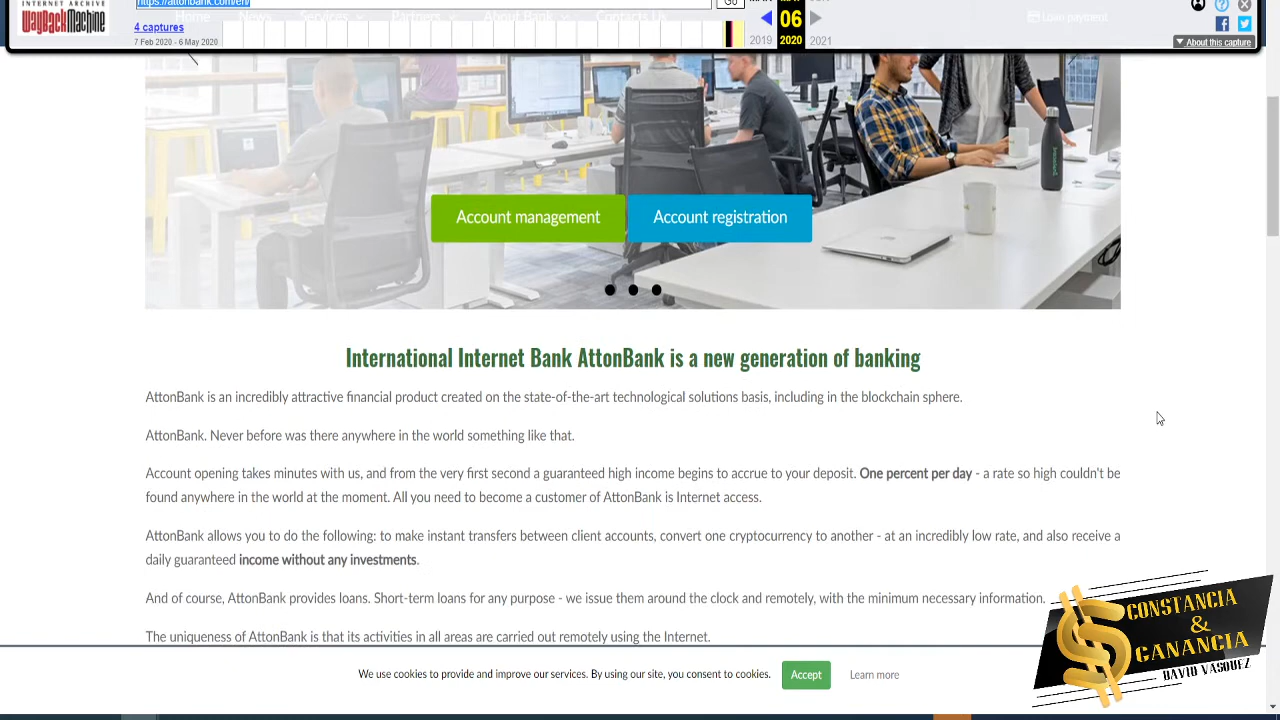 INTERNET ARCHIVE
WayBackMachine
https://attonbank.com/en/
Go
4 captures
7 Feb 2020 - 6 May 2020
06
2019 2020 2021
About this capture
Home News Services Partners About Bank Contacts Us Loan payment
Account management Account registration
International Internet Bank AttonBank is a new generation of banking
AttonBank is an incredibly attractive financial product created on the state-of-the-art technological solutions basis, including in the blockchain sphere.
AttonBank. Never before was there anywhere in the world something like that.
Account opening takes minutes with us, and from the very first second a guaranteed high income begins to accrue to your deposit. One percent per day - a rate so high couldn't be
found anywhere in the world at the moment. All you need to become a customer of AttonBank is Internet access.
AttonBank allows you to do the following: to make instant transfers between client accounts, convert one cryptocurrency to another - at an incredibly low rate, and also receive a
daily guaranteed income without any investments.
And of course, AttonBank provides loans. Short-term loans for any purpose - we issue them around the clock and remotely, with the minimum necessary information.
The uniqueness of AttonBank is that its activities in all areas are carried out remotely using the Internet.
We use cookies to provide and improve our services. By using our site, you consent to cookies.
Accept
Learn more
CONSTANCIA
&
GANANCIA
DAVID VASQUEZ